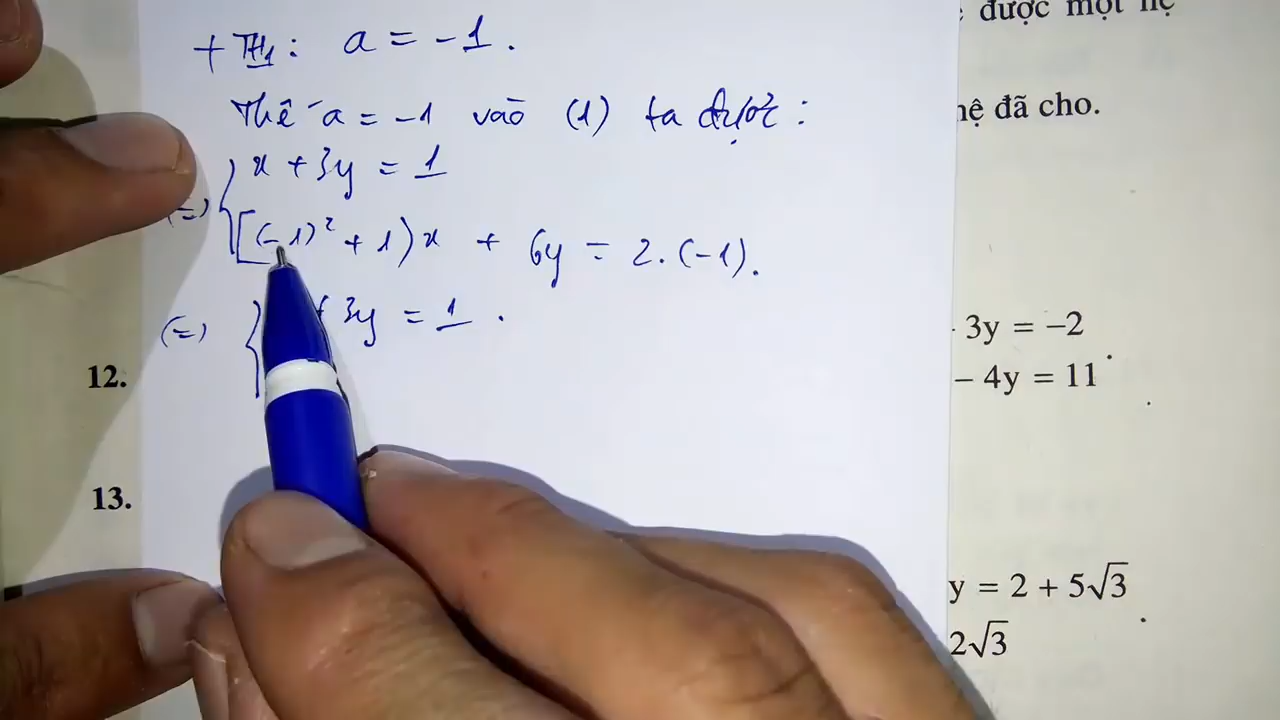 + TH1: a = -1.
Thế a = -1 vào (1) ta được:
x + 3y = 1
(=) { [(-1)² + 1)x + 6y = 2.(-1).
(=) { + 3y = 1.
được một hệ
hệ đã cho.
3y = −2
− 4y = 11
.
12.
13.
y = 2 + 5√3
2√3
.